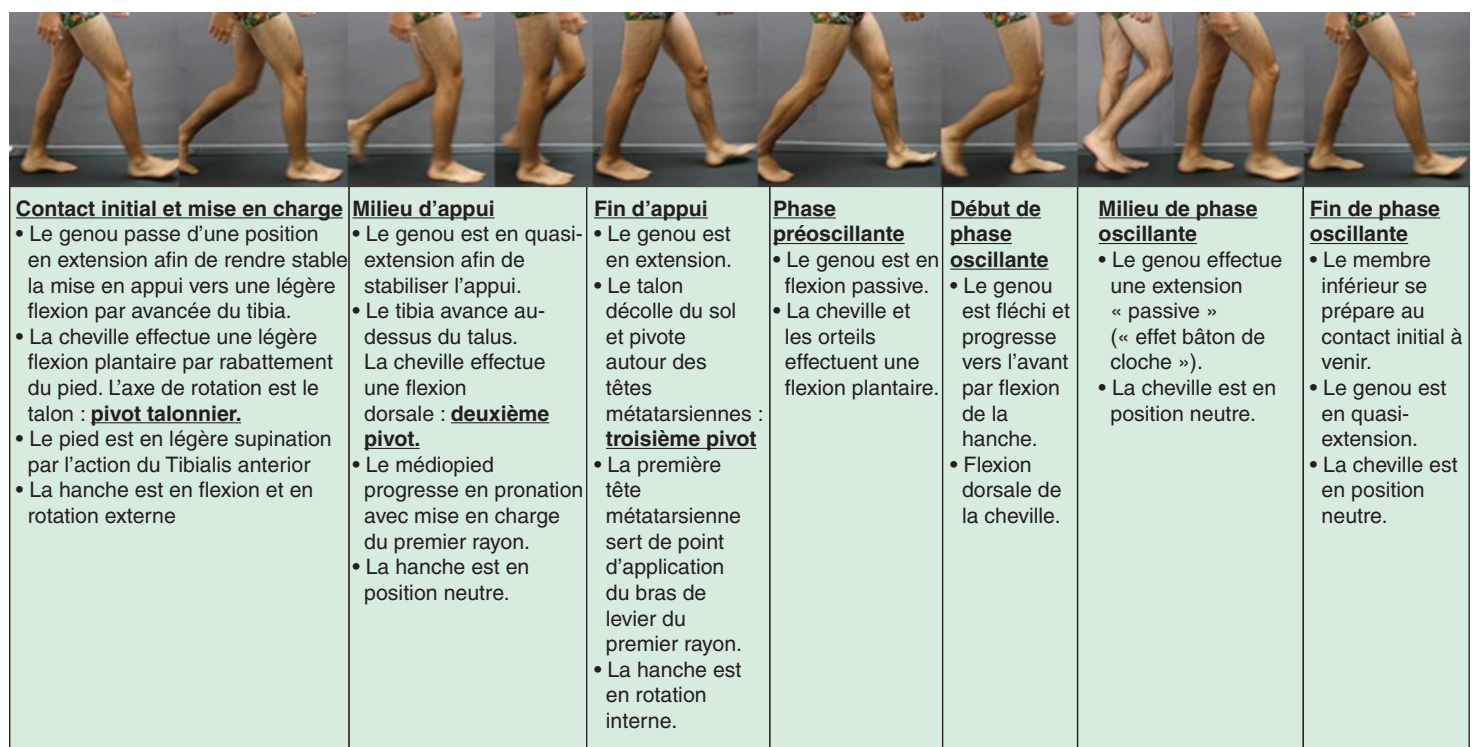 Contact initial et mise en charge
• Le genou passe d'une position
en extension afin de rendre stable
la mise en appui vers une légère
flexion par avancée du tibia.
• La cheville effectue une légère
flexion plantaire par rabattement
du pied. L'axe de rotation est le
talon : pivot talonnier.
• Le pied est en légère supination
par l'action du Tibialis anterior
• La hanche est en flexion et en
rotation externe
Milieu d'appui
• Le genou est en quasi-
extension afin de
stabiliser l'appui.
• Le tibia avance au-
dessus du talus.
La cheville effectue
une flexion
dorsale : deuxième
pivot.
• Le médiopied
progresse en pronation
avec mise en charge
du premier rayon.
• La hanche est en
position neutre.
Fin d'appui
• Le genou est
en extension.
• Le talon
décolle du sol
et pivote
autour des
têtes
métatarsiennes :
troisième pivot
• La première
tête
métatarsienne
sert de point
d'application
du bras de
levier du
premier rayon.
• La hanche est
en rotation
interne.
Phase
préoscillante
• Le genou est en
flexion passive.
• La cheville et
les orteils
effectuent une
flexion plantaire.
Début de
phase
oscillante
• Le genou
est fléchi et
progresse
vers l'avant
par flexion
de la
hanche.
• Flexion
dorsale de
la cheville.
Milieu de phase
oscillante
• Le genou effectue
une extension
« passive »
(« effet bâton de
cloche »).
• La cheville est en
position neutre.
Fin de phase
oscillante
• Le membre
inférieur se
prépare au
contact initial à
venir.
• Le genou est
en quasi-
extension.
• La cheville est
en position
neutre.